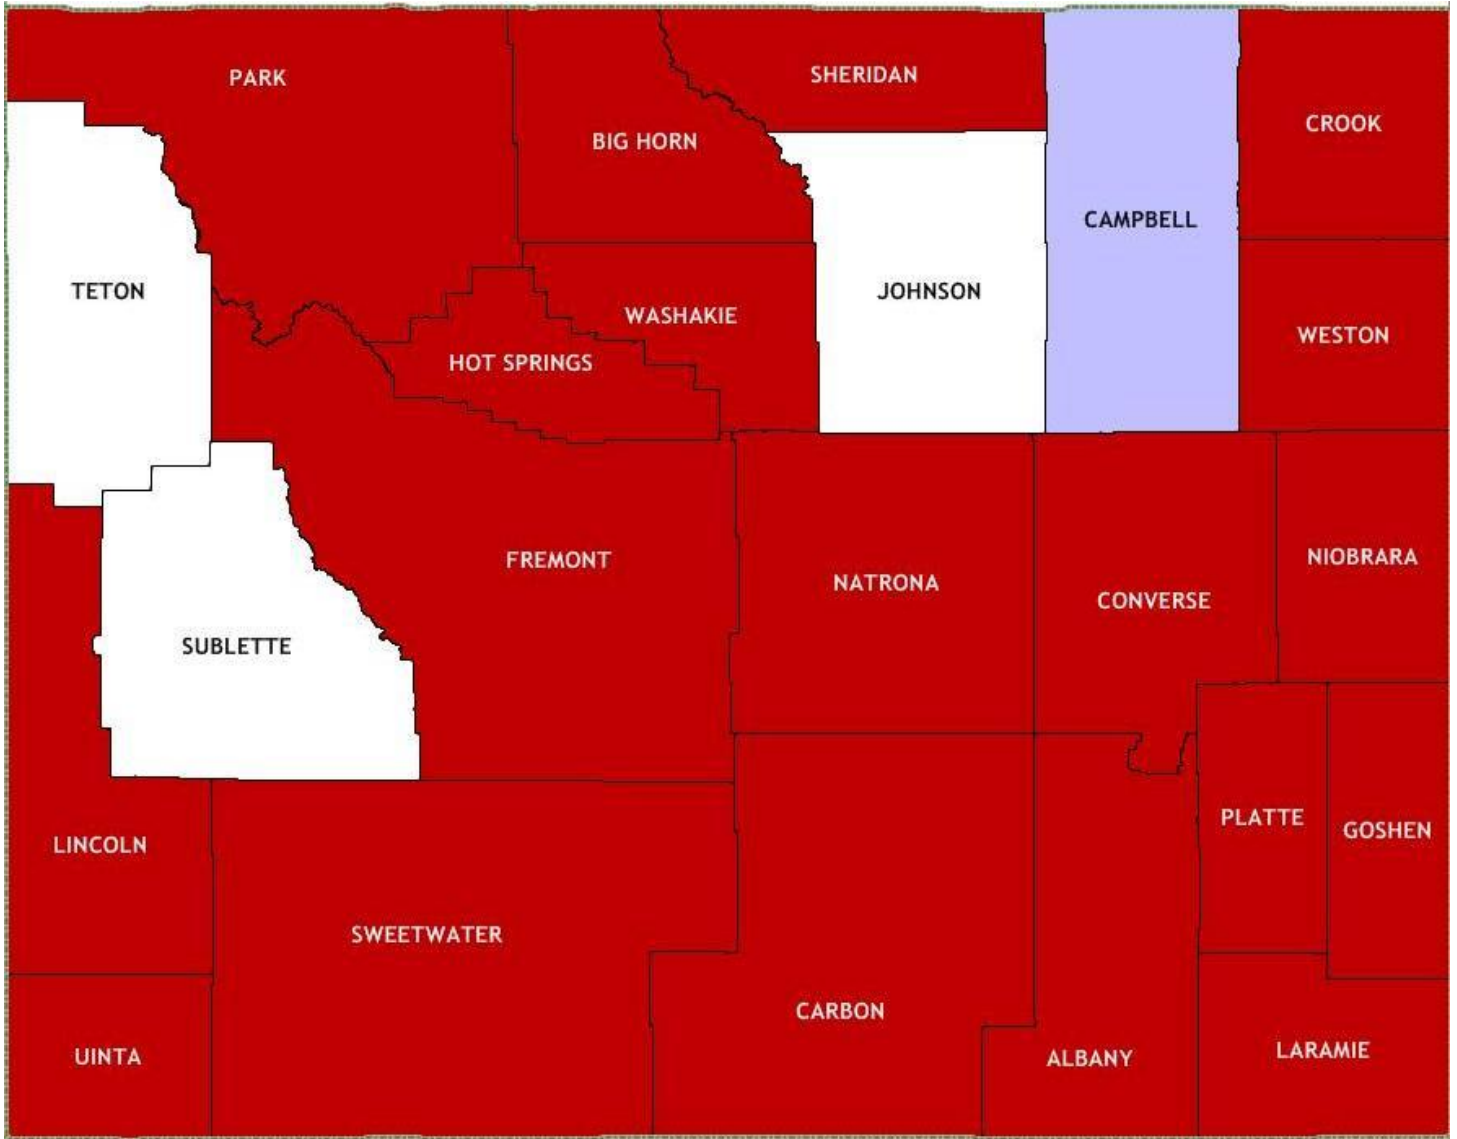 SHERIDAN
PARK
CROOK
BIG HORN
CAMPBELL
TETON
JOHNSON
WASHAKIE
WESTON
HOT SPRINGS
NIOBRARA
FREMONT
NATRONA
CONVERSE
SUBLETTE
PLATTE
GOSHEN
LINCOLN
SWEETWATER
CARBON
LARAMIE
UINTA
ALBANY